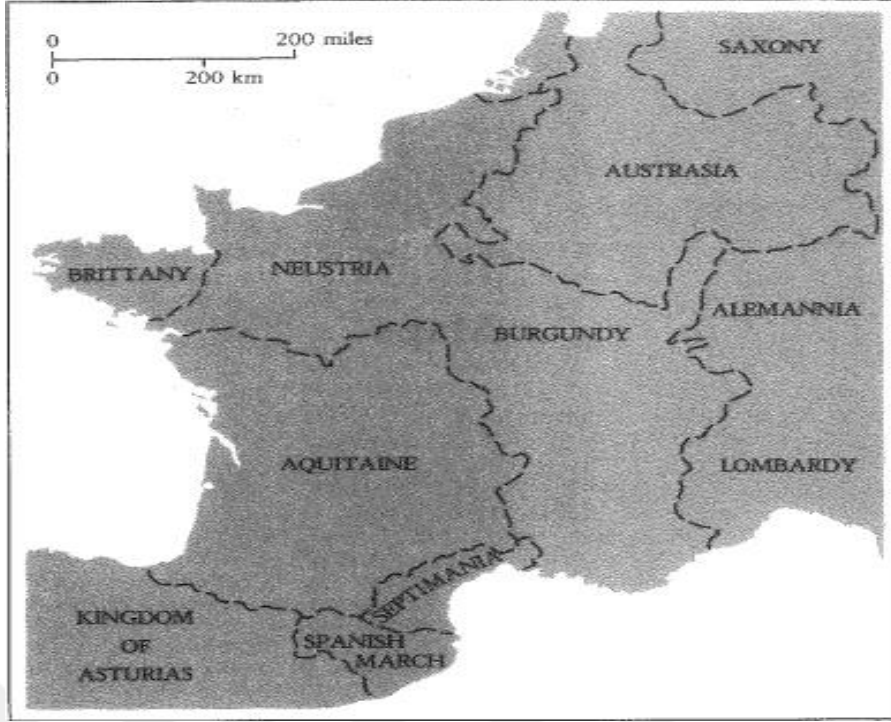 0 200 miles
0 200 km
SAXONY
AUSTRASIA
BRITTANY
NEUSTRIA
BURGUNDY
ALEMANNIA
AQUITAINE
LOMBARDY
SEPTIMANIA
KINGDOM
OF
ASTURIAS
SPANISH
MARCH